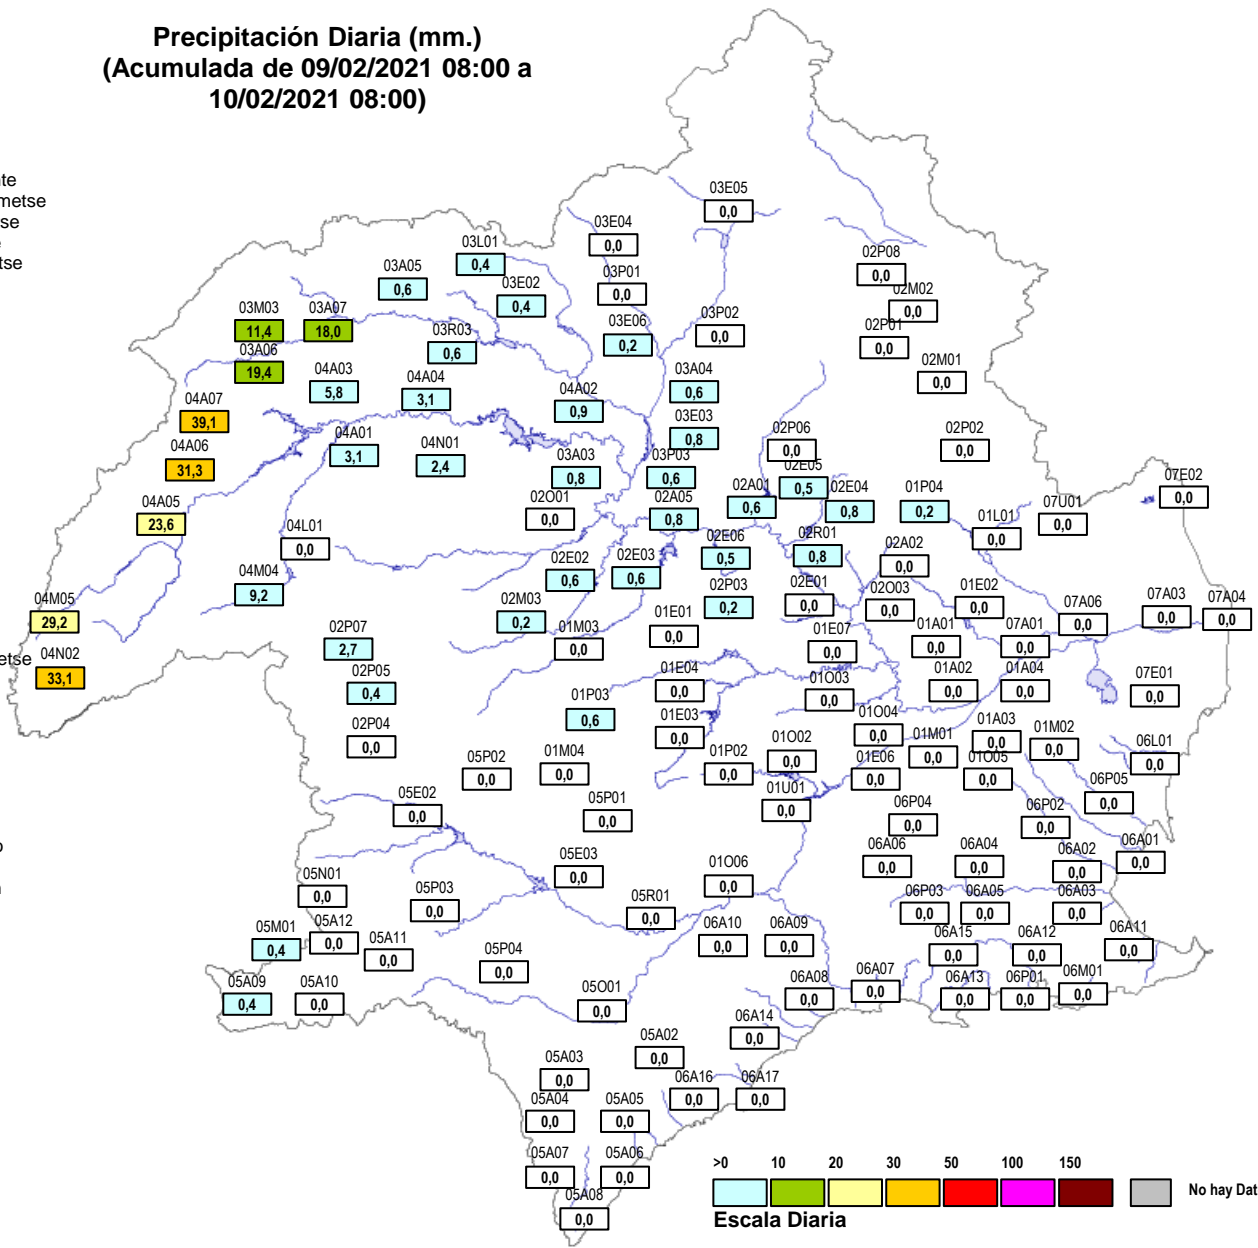 Precipitación Diaria (mm.)
(Acumulada de 09/02/2021 08:00 a
10/02/2021 08:00)
nte
metse
se
tse
03E05
0,0
03E04
0,0
03L01
0,4
02P08
0,0
03A05
0,6
03P01
0,0
02M02
0,0
03E02
0,4
03M03
11,4
03A07
18,0
03E06
0,2
03P02
0,0
02P01
0,0
03R03
0,6
03A06
19,4
02M01
0,0
04A03
5,8
04A04
3,1
03A04
0,6
04A02
0,9
04A07
39,1
03E03
0,8
04A01
3,1
02P06
0,0
02P02
0,0
04A06
31,3
04N01
2,4
03A03
0,8
03P03
0,6
02E05
0,5
07E02
0,0
02A01
0,6
02E04
0,8
01P04
0,2
04A05
23,6
02O01
0,0
02A05
0,8
07U01
0,0
01L01
0,0
04L01
0,0
02E06
0,5
02R01
0,8
02A02
0,0
02E02
0,6
02E03
0,6
04M04
9,2
02P03
0,2
02E01
0,0
02O03
0,0
01E02
0,0
07A03
0,0
07A04
0,0
04M05
29,2
02M03
0,2
01E01
0,0
07A06
0,0
02P07
2,7
01M03
0,0
01E07
0,0
01A01
0,0
07A01
0,0
etse
04N02
33,1
02P05
0,4
01E04
0,0
01O03
0,0
01A02
0,0
01A04
0,0
07E01
0,0
01P03
0,6
02P04
0,0
01E03
0,0
01O04
0,0
01A03
0,0
01M02
0,0
05P02
0,0
01M04
0,0
01P02
0,0
01O02
0,0
01M01
0,0
06L01
0,0
01E06
0,0
01O05
0,0
05E02
0,0
05P01
0,0
01U01
0,0
06P05
0,0
06P04
0,0
06P02
0,0
o
05E03
0,0
06A06
0,0
06A04
0,0
06A02
0,0
06A01
0,0
05N01
0,0
05P03
0,0
01O06
0,0
05R01
0,0
06P03
0,0
06A05
0,0
06A03
0,0
05M01
0,4
05A12
0,0
05A11
0,0
06A10
0,0
06A09
0,0
06A15
0,0
06A12
0,0
06A11
0,0
05P04
0,0
05A09
0,4
05A10
0,0
05O01
0,0
06A08
0,0
06A07
0,0
06A13
0,0
06P01
0,0
06M01
0,0
06A14
0,0
05A02
0,0
05A03
0,0
06A16
0,0
06A17
0,0
05A04
0,0
05A05
0,0
05A07
0,0
05A06
0,0
05A08
0,0
>0 10 20 30 50 100 150
No hay Dat
Escala Diaria